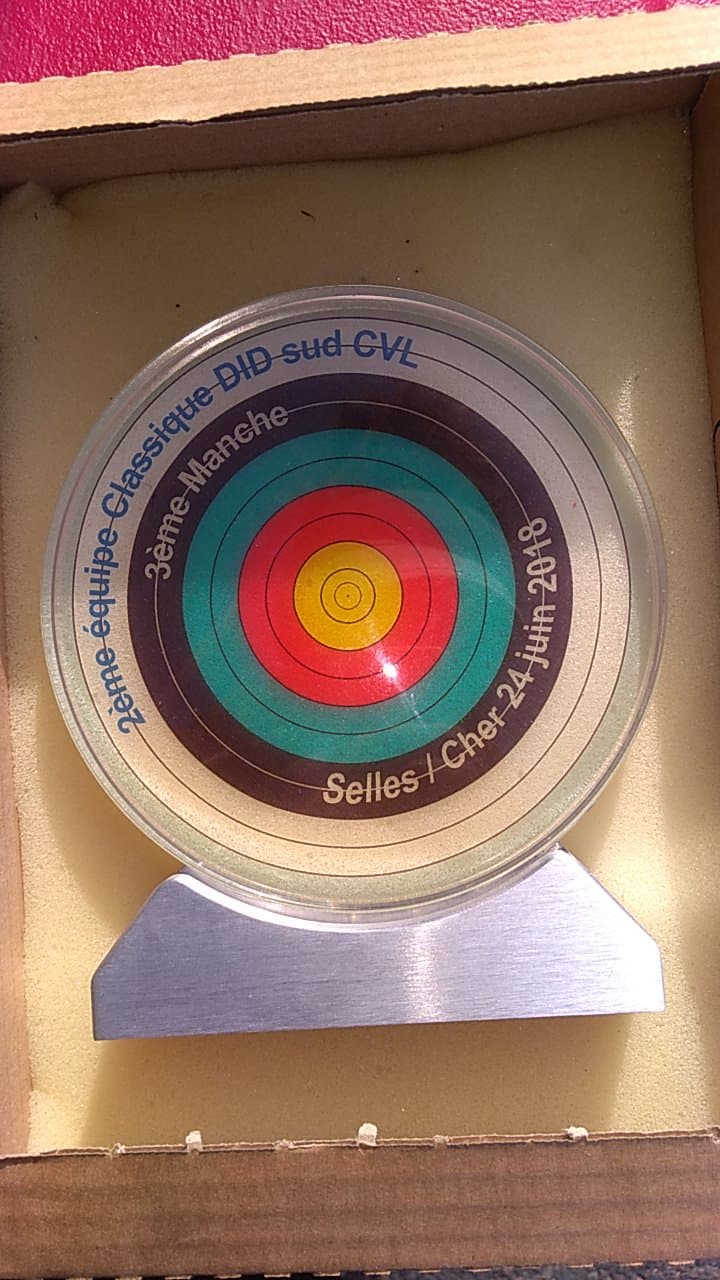 2ème équipe Classique DID sud CVL
3ème Manche
Selles / Cher 24 juin 2018